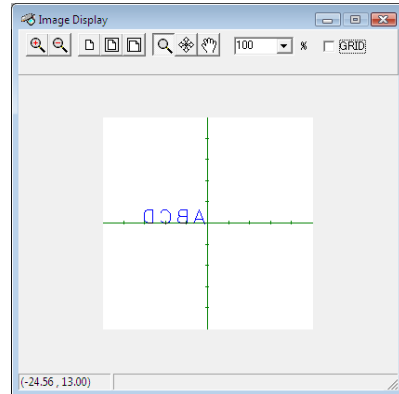 Image Display
100 % GRID
ABCD
(-24.56 , 13.00)